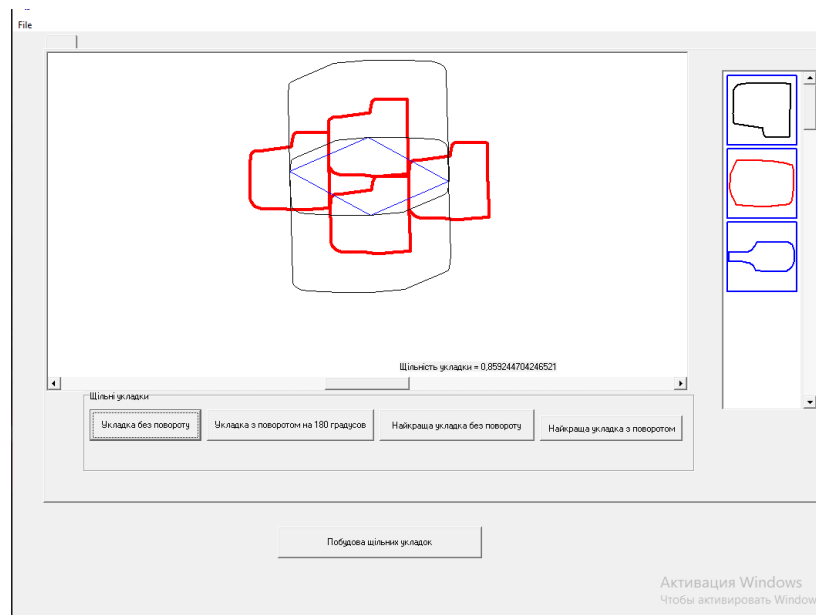 File
Щільність укладки = 0,859244704246521
Щільні укладки
Укладка без повороту
Укладка з поворотом на 180 градусов
Найкраща укладка без повороту
Найкраща укладка з поворотом
Побудова щільних укладок
Активация Windows
Чтобы активировать Window